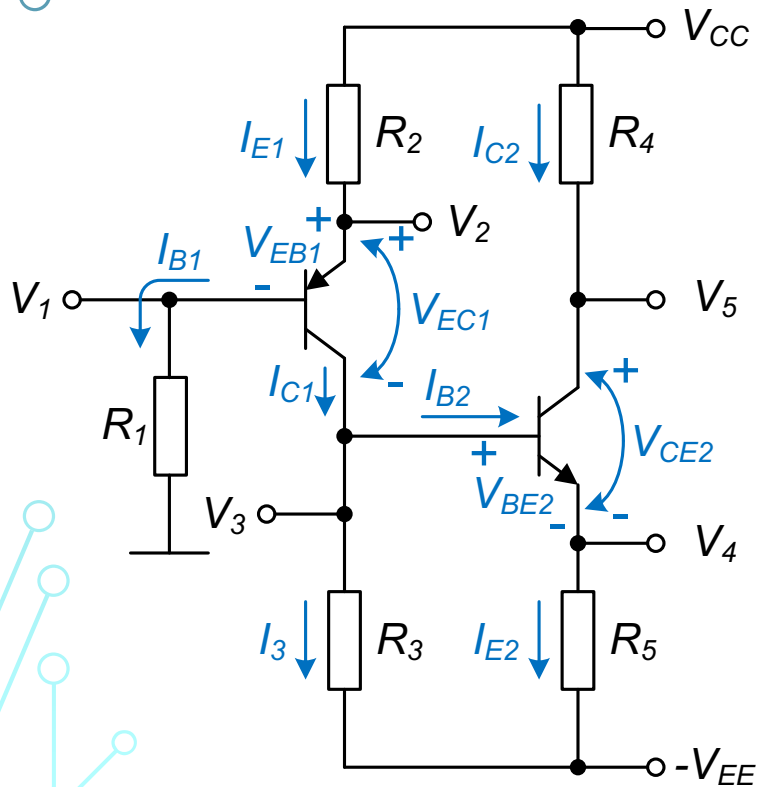 V_CC
I_E1 R_2 I_C2 R_4
+ V_2
I_B1 V_EB1 - +
V_1 V_EC1 V_5
I_C1 - I_B2 +
R_1 + V_CE2
V_3 V_BE2 - - V_4
I_3 R_3 I_E2 R_5
-V_EE